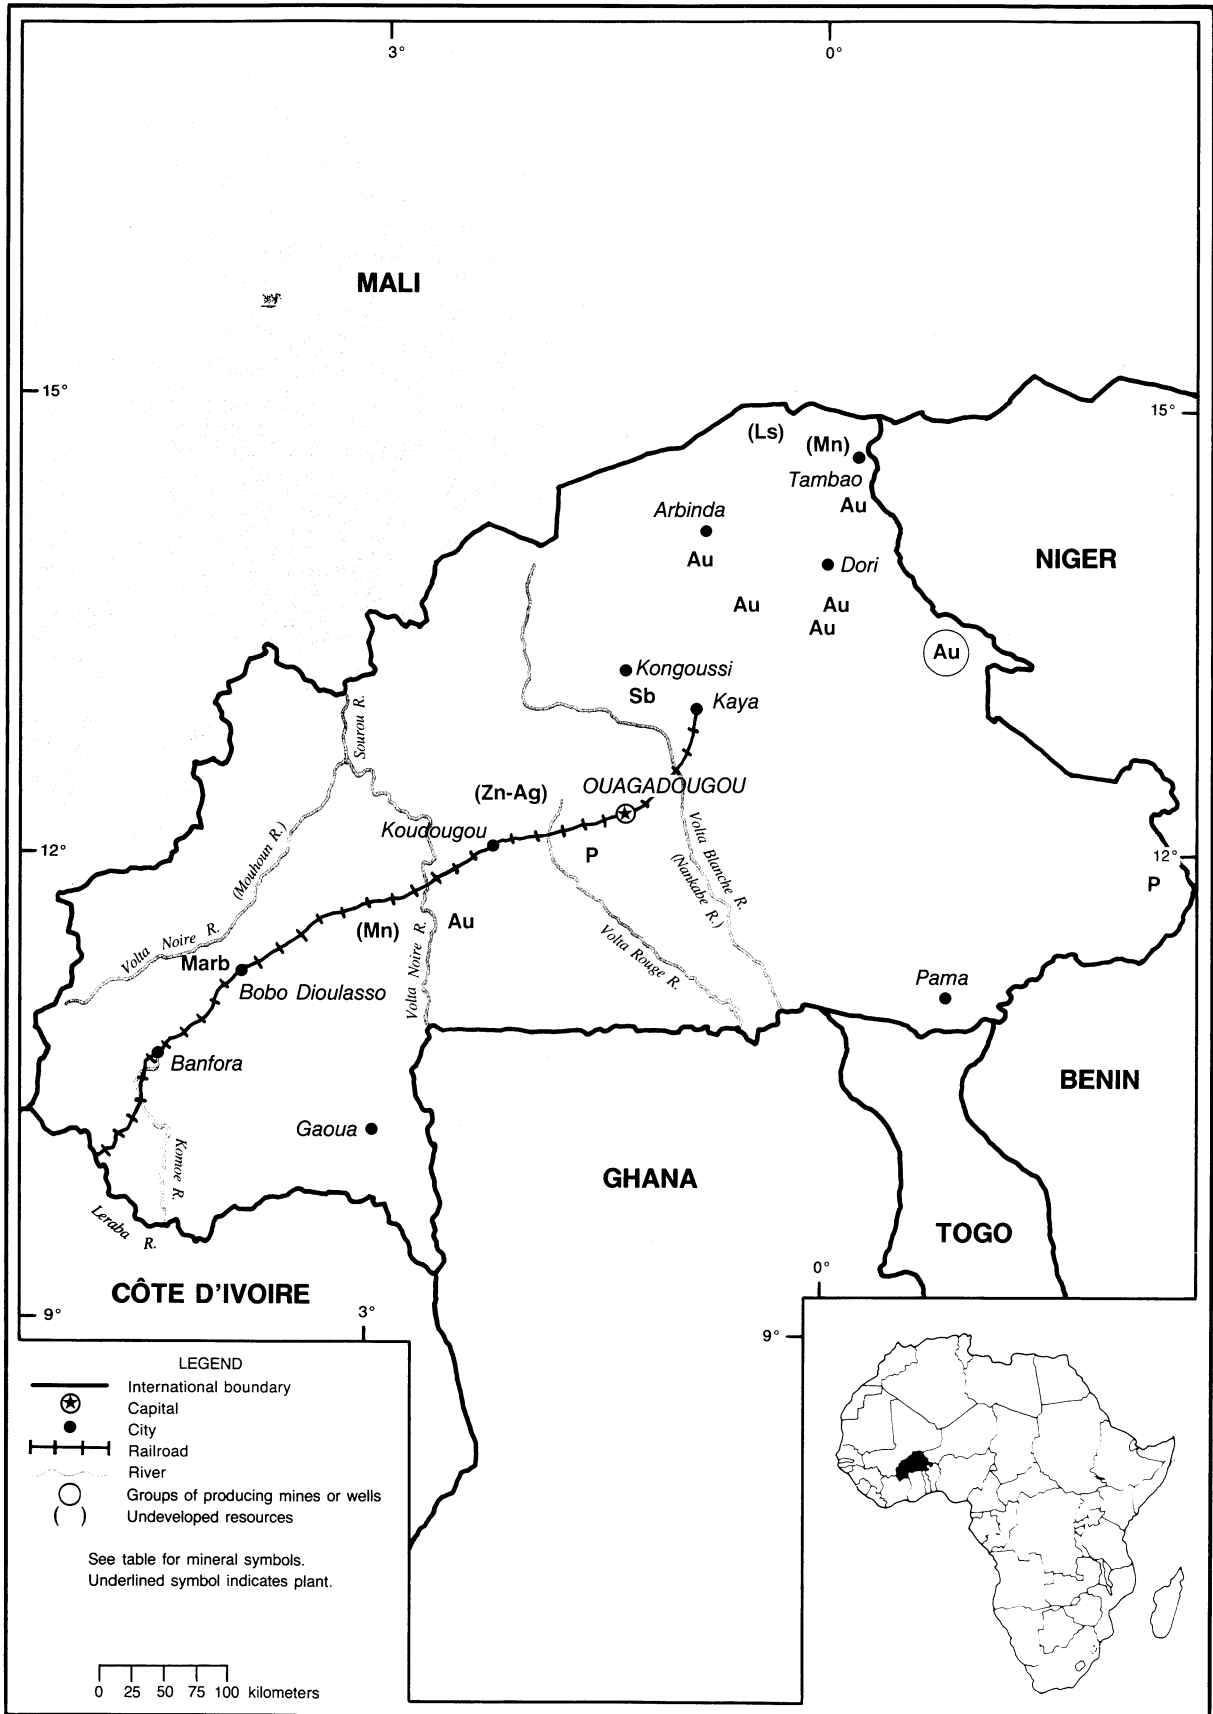 3°
0°
MALI
15°
15°
(Ls)
(Mn)
Tambao
Au
Arbinda
Au
NIGER
Dori
Au
Au
Au
Au
Kongoussi
Sb
Kaya
Sourou R.
(Zn-Ag)
OUAGADOUGOU
Koudougou
12°
12°
P
P
(Mouhoun R.)
Volta Blanche R.
(Nankabe R.)
(Mn)
Au
Volta Noire R.
Volta Noire R.
Volta Rouge R.
Marb
Bobo Dioulasso
Pama
Banfora
BENIN
Gaoua
Komoe R.
GHANA
Leraba R.
TOGO
CÔTE D'IVOIRE
0°
9°
3°
9°
LEGEND
International boundary
Capital
City
Railroad
River
Groups of producing mines or wells
( ) Undeveloped resources
See table for mineral symbols.
Underlined symbol indicates plant.
0 25 50 75 100 kilometers